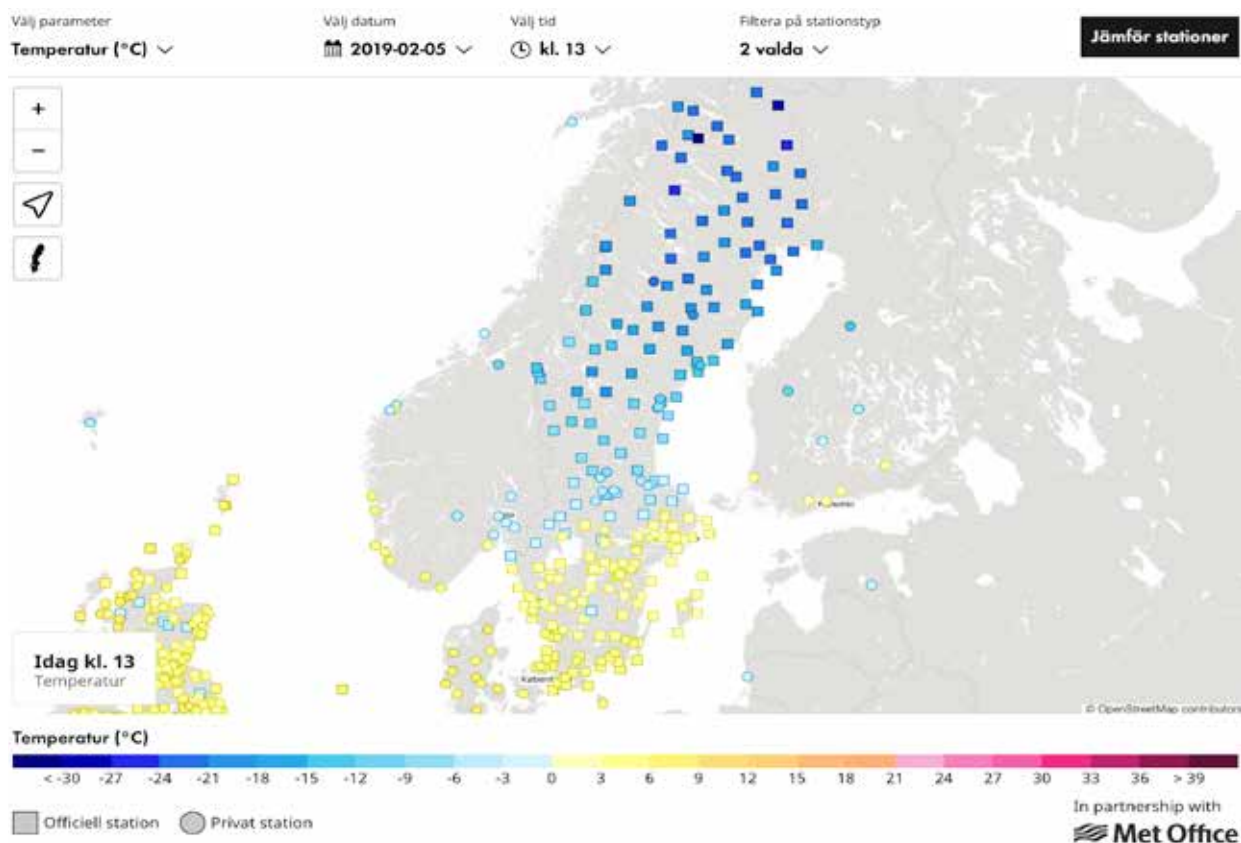 Välj parameter
Välj datum
Välj tid
Filtera på stationstyp
Temperatur (°C)
2019-02-05
kl. 13
2 valda
Jämför stationer
+
−
Idag kl. 13
Temperatur
© OpenStreetMap contributors
Temperatur (°C)
< -30 -27 -24 -21 -18 -15 -12 -9 -6 -3 0 3 6 9 12 15 18 21 24 27 30 33 36 > 39
Officiell station
Privat station
In partnership with
Met Office